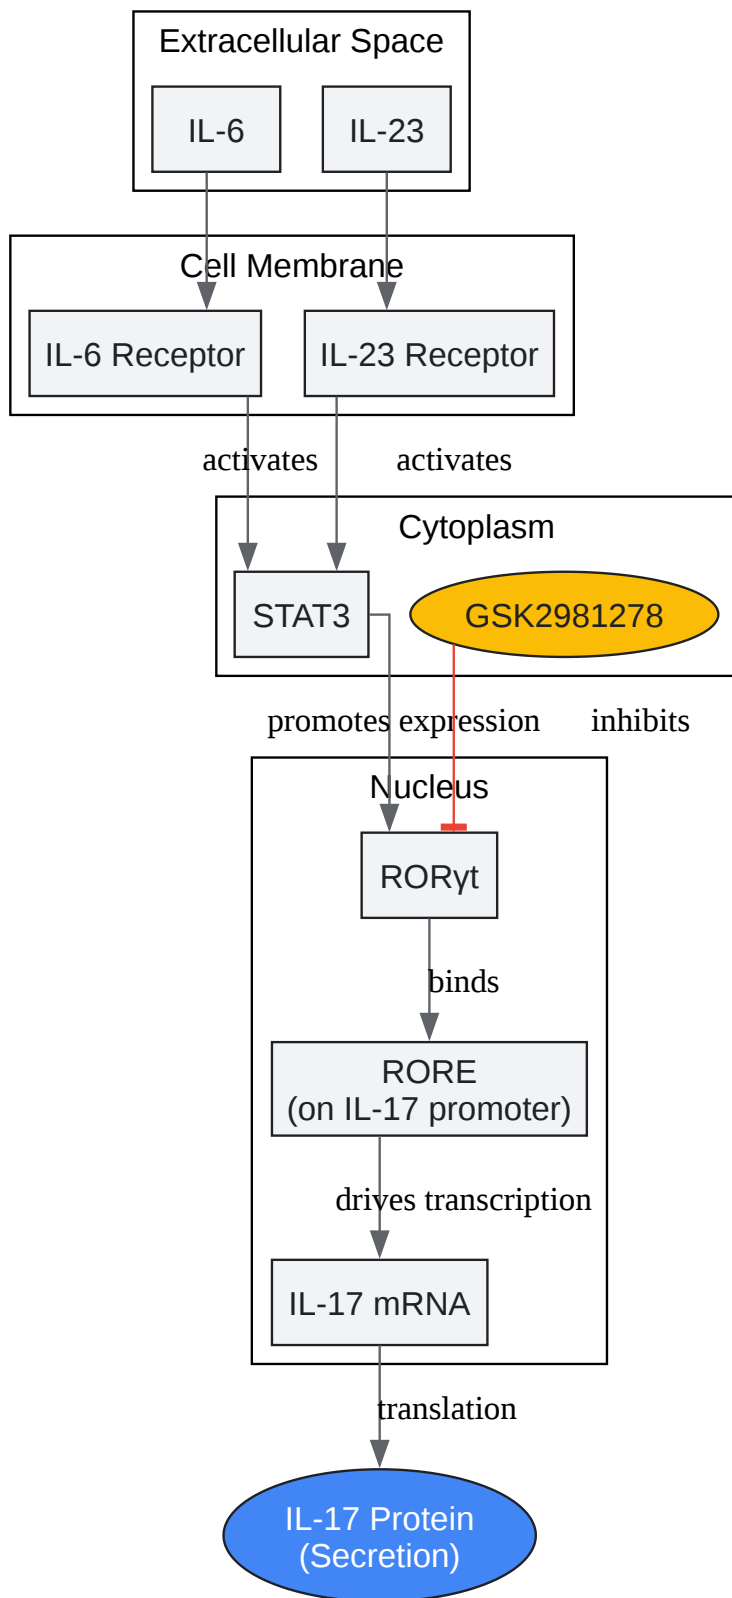 Extracellular Space
IL-6
IL-23
Cell Membrane
IL-6 Receptor
IL-23 Receptor
activates
activates
Cytoplasm
STAT3
GSK2981278
promotes expression
inhibits
Nucleus
RORγt
binds
RORE
(on IL-17 promoter)
drives transcription
IL-17 mRNA
translation
IL-17 Protein
(Secretion)